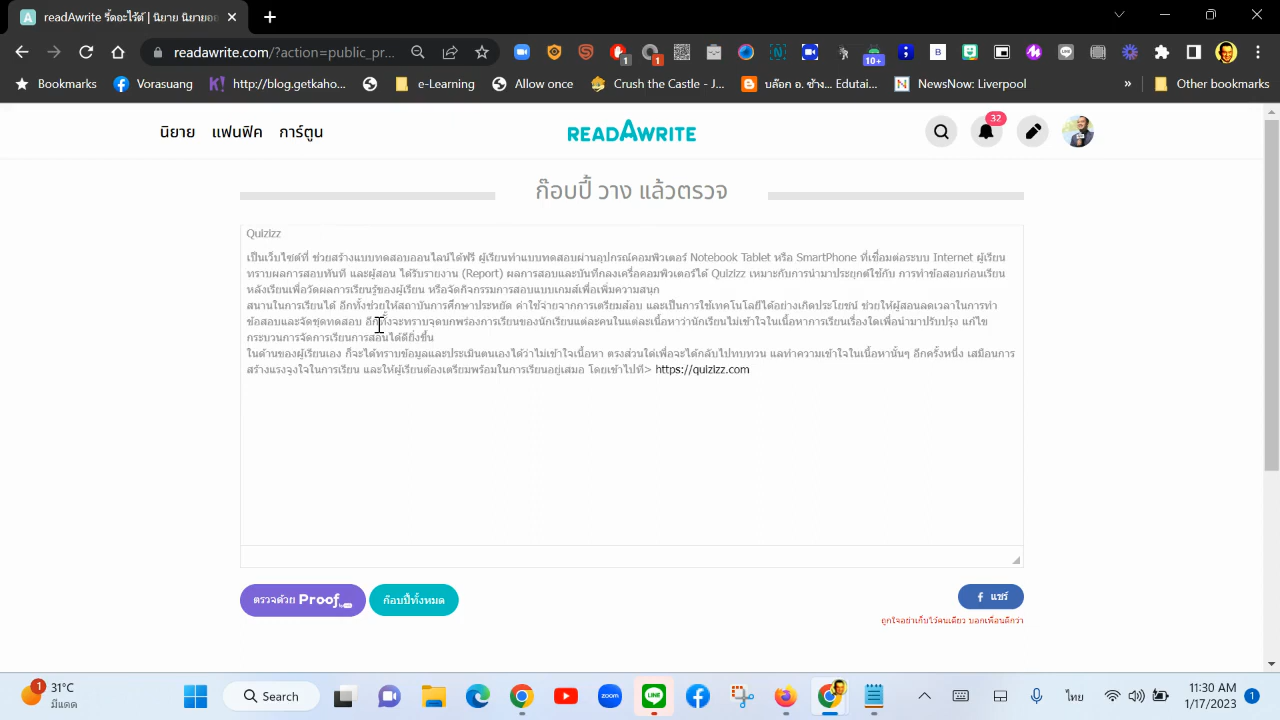 readAwrite รี้ดอะไร้ต์ | นิยาย นิยายออ
readawrite.com/?action=public_pr...
1
1
10+
Bookmarks
Vorasung
http://blog.getho...
e-Learning
Allow once
Crush the Castle - J...
บล็อก อ. ช้าง... Edutai...
NewsNow: Liverpool
»
Other bookmarks
นิยาย แฟนฟิค การ์ตูน
READAWRITE
32
ก๊อบปี้ วาง แล้วตรวจ
Quizizz
เป็นเว็บไซต์ที่ ช่วยสร้างแบบทดสอบออนไลน์ได้ฟรี ผู้เรียนทำแบบทดสอบผ่านอุปกรณ์คอมพิวเตอร์ Notebook Tablet หรือ SmartPhone ที่เชื่อมต่อระบบ Internet ผู้เรียน
ทราบผลการสอบทันที และผู้สอน ได้รับรายงาน (Report) ผลการสอบและบันทึกลงเครื่อคอมพิวเตอร์ได้ Quizizz เหมาะกับการนำมาประยุกต์ใช้กับ การทำข้อสอบก่อนเรียน
หลังเรียนเพื่อวัดผลการเรียนรู้ของผู้เรียน หรือจัดกิจกรรมการสอบแบบเกมส์เพื่อเพิ่มความสนุก
สนานในการเรียนได้ อีกทั้งช่วยให้สถาบันการศึกษาประหยัด ค่าใช้จ่ายจากการเตรียมส้อบ และเป็นการใช้เทคโนโลยีได้อย่างเกิดประโยชน์ ช่วยให้ผู้สอนลดเวลาในการทำ
ข้อสอบและจัดชุดทดสอบ อีกทั้งจะทราบจุดบกพร่องการเรียนของนักเรียนแต่ละคนในแต่ละเนื้อหาว่านักเรียนไม่เข้าใจในเนื้อหาการเรียนเรื่องใดเพื่อนำมาปรับปรุง แก้ไข
กระบวนการจัดการเรียนการสอนได้ดียิ่งขึ้น
ในด้านของผู้เรียนเอง ก็จะได้ทราบข้อมูลและประเมินตนเองได้ว่าไม่เข้าใจเนื้อหา ตรงส่วนใดเพื่อจะได้กลับไปทบทวน แลทำความเข้าใจในเนื้อหานั้นๆ อีกครั้งหนึ่ง เสมือนการ
สร้างแรงจูงใจในการเรียน และให้ผู้เรียนต้องเตรียมพร้อมในการเรียนอยู่เสมอ โดยเข้าไปที่> https://quizizz.com
ตรวจด้วย Proof
ก๊อบปี้ทั้งหมด
แชร์
ถูกใจอย่าเก็บไว้คนเดียว บอกเพื่อนดีกว่า
1
31°C
มีแดด
Search
zoom
LINE
ไทย
11:30 AM
1/17/2023
1